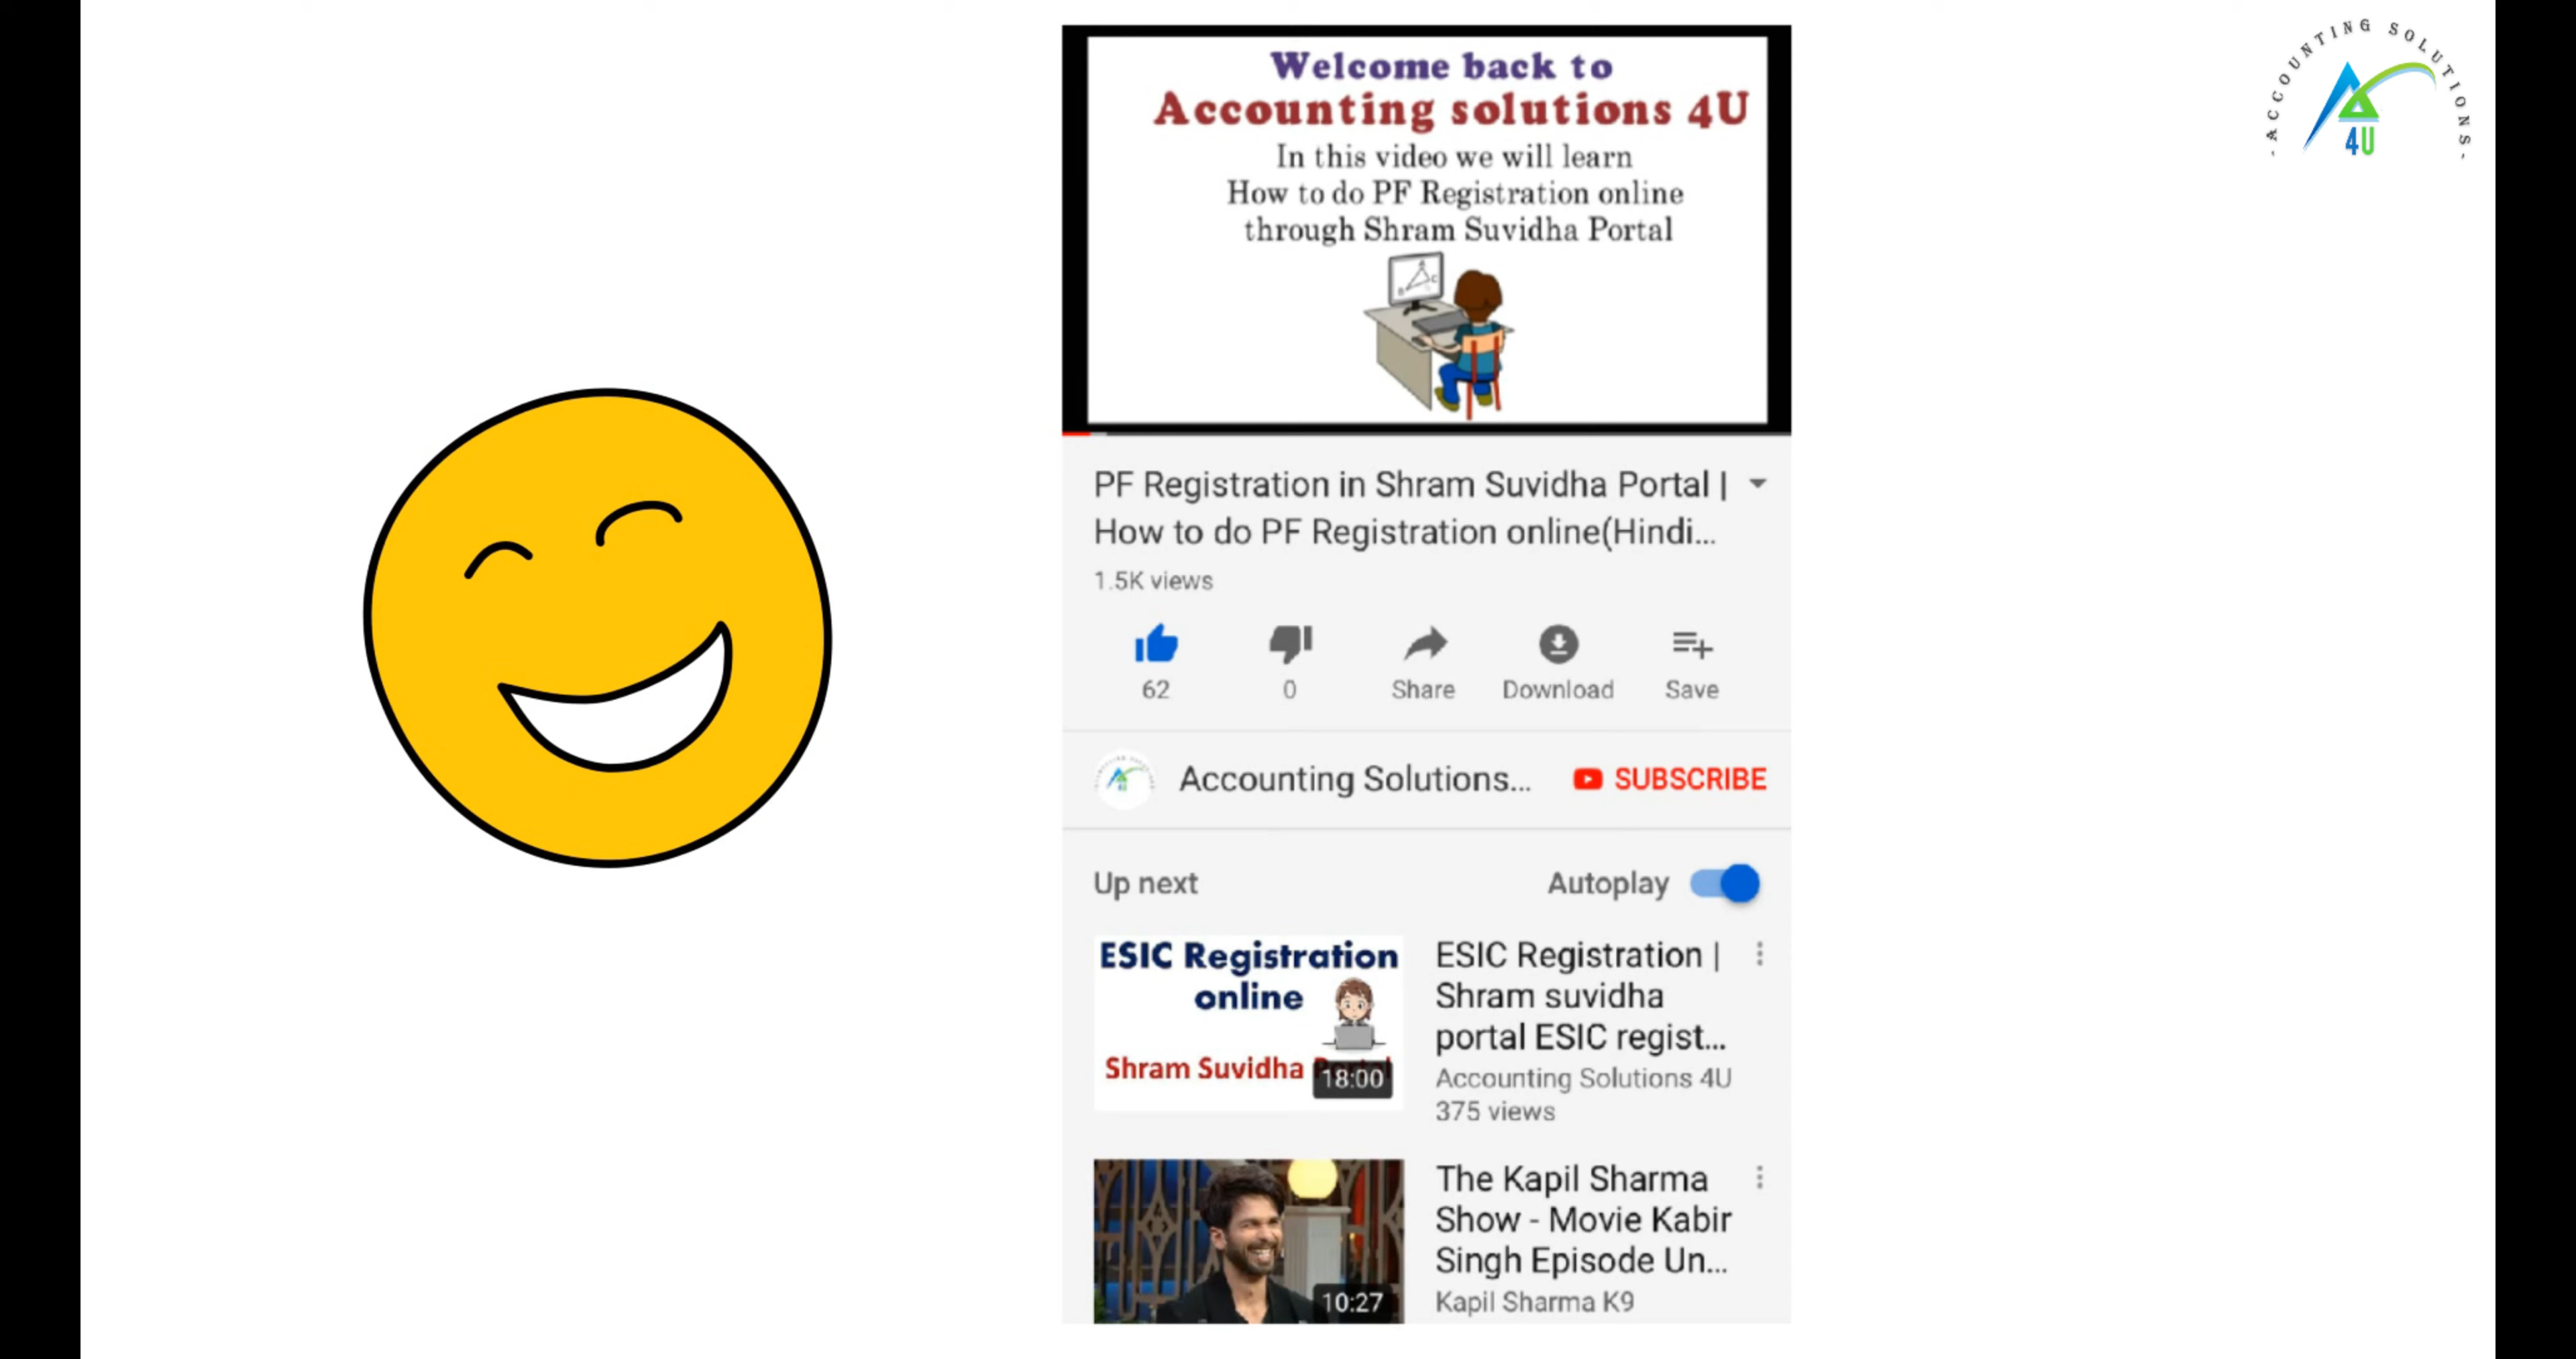 Welcome back to
Accounting solutions 4U
In this video we will learn
How to do PF Registration online
through Shram Suvidha Portal
PF Registration in Shram Suvidha Portal |
How to do PF Registration online(Hindi...
1.5K views
62
0
Share
Download
Save
Accounting Solutions...
SUBSCRIBE
Up next
Autoplay
ESIC Registration
online
Shram Suvidha
18:00
ESIC Registration |
Shram suvidha
portal ESIC regist...
Accounting Solutions 4U
375 views
10:27
The Kapil Sharma
Show - Movie Kabir
Singh Episode Un...
Kapil Sharma K9
- ACCOUNTING SOLUTIONS -
4U